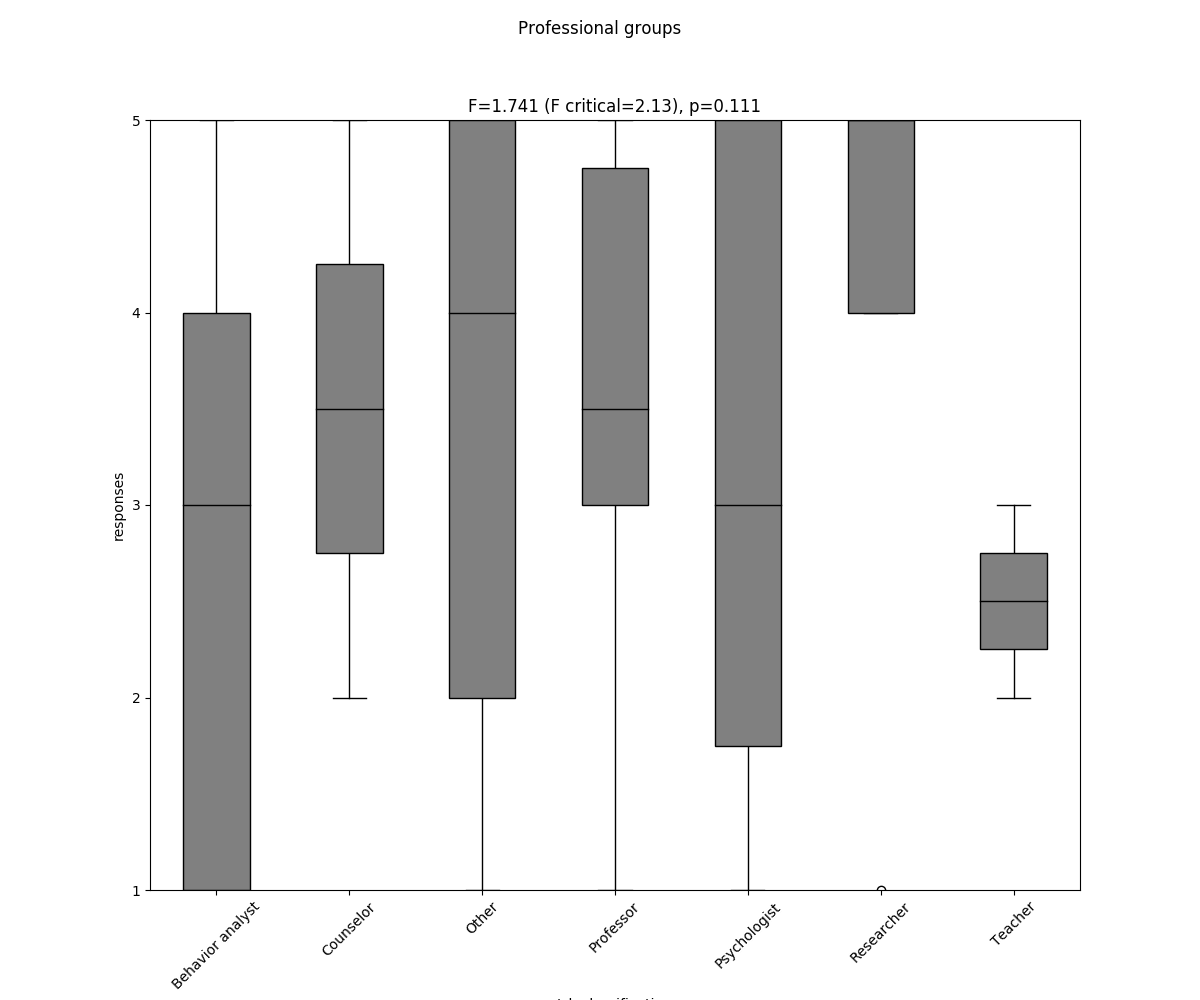 Professional groups
F=1.741 (F critical=2.13), p=0.111
5
4
3
2
1
responses
Behavior analyst
Counselor
Other
Professor
Psychologist
Researcher
Teacher